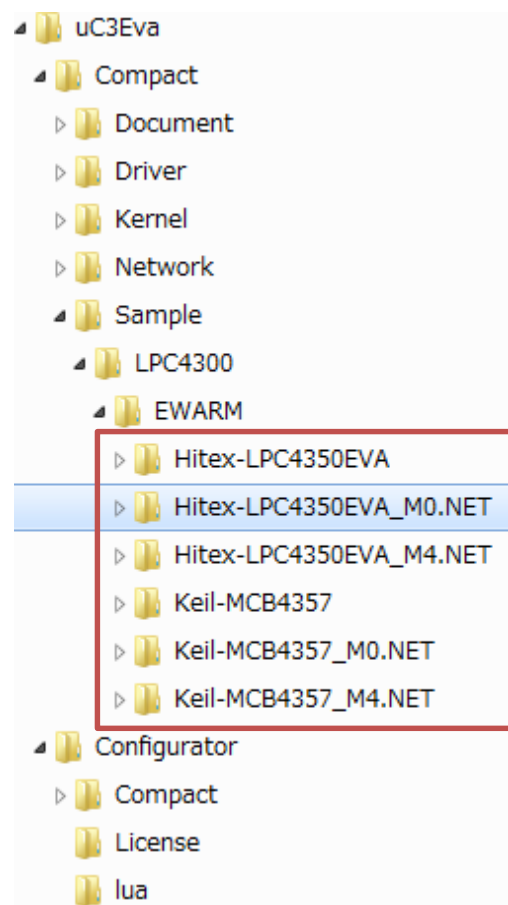 uC3Eva
Compact
Document
Driver
Kernel
Network
Sample
LPC4300
EWARM
Hitex-LPC4350EVA
Hitex-LPC4350EVA_M0.NET
Hitex-LPC4350EVA_M4.NET
Keil-MCB4357
Keil-MCB4357_M0.NET
Keil-MCB4357_M4.NET
Configurator
Compact
License
lua